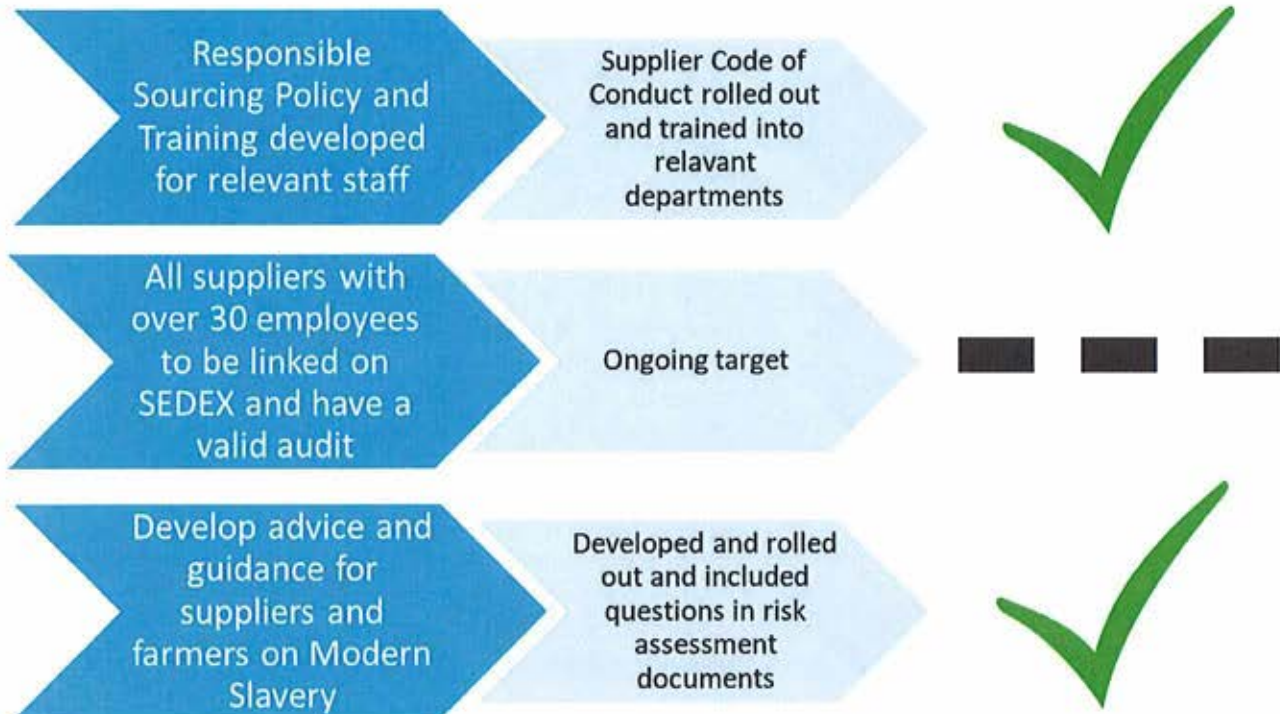 Responsible
Sourcing Policy and
Training developed
for relevant staff
Supplier Code of
Conduct rolled out
and trained into
relavant
departments
All suppliers with
over 30 employees
to be linked on
SEDEX and have a
valid audit
Ongoing target
Develop advice and
guidance for
suppliers and
farmers on Modern
Slavery
Developed and rolled
out and included
questions in risk
assessment
documents